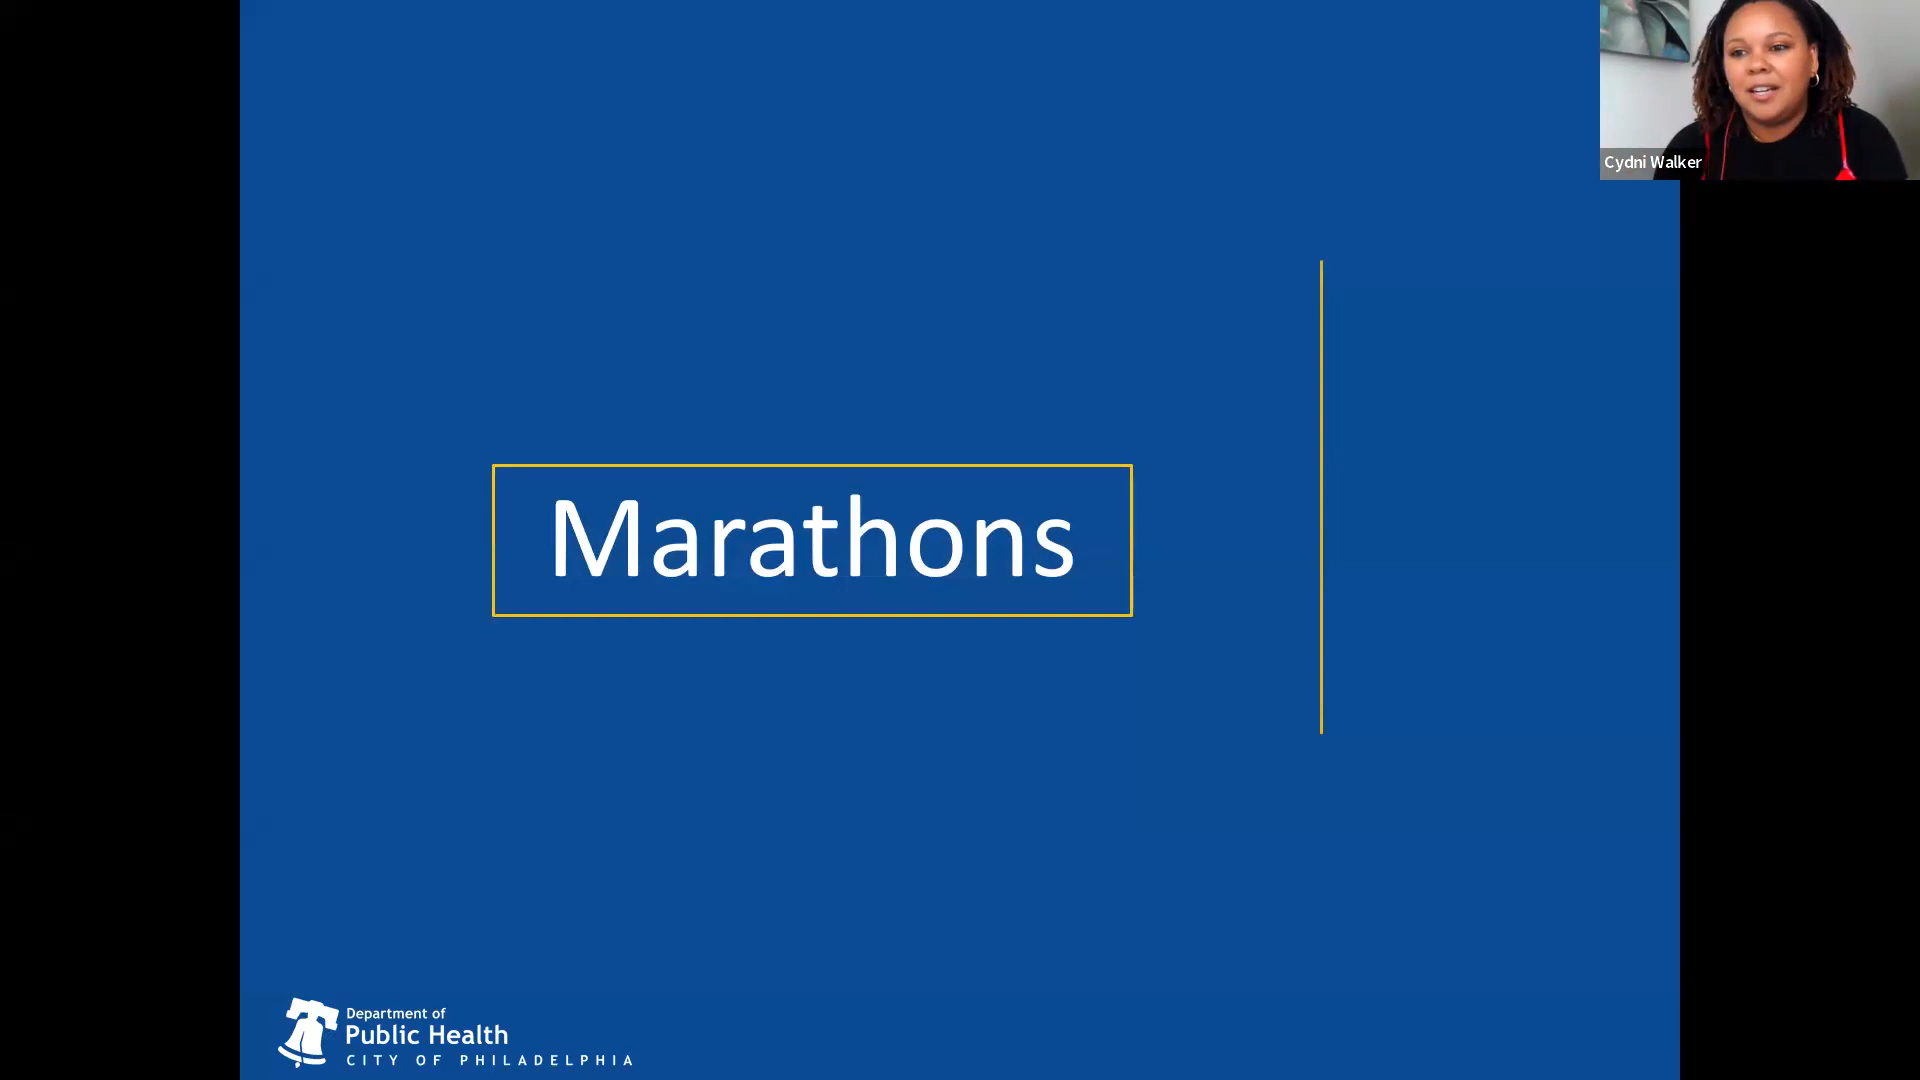 Cydni Walker
Marathons
Department of
Public Health
CITY OF PHILADELPHIA